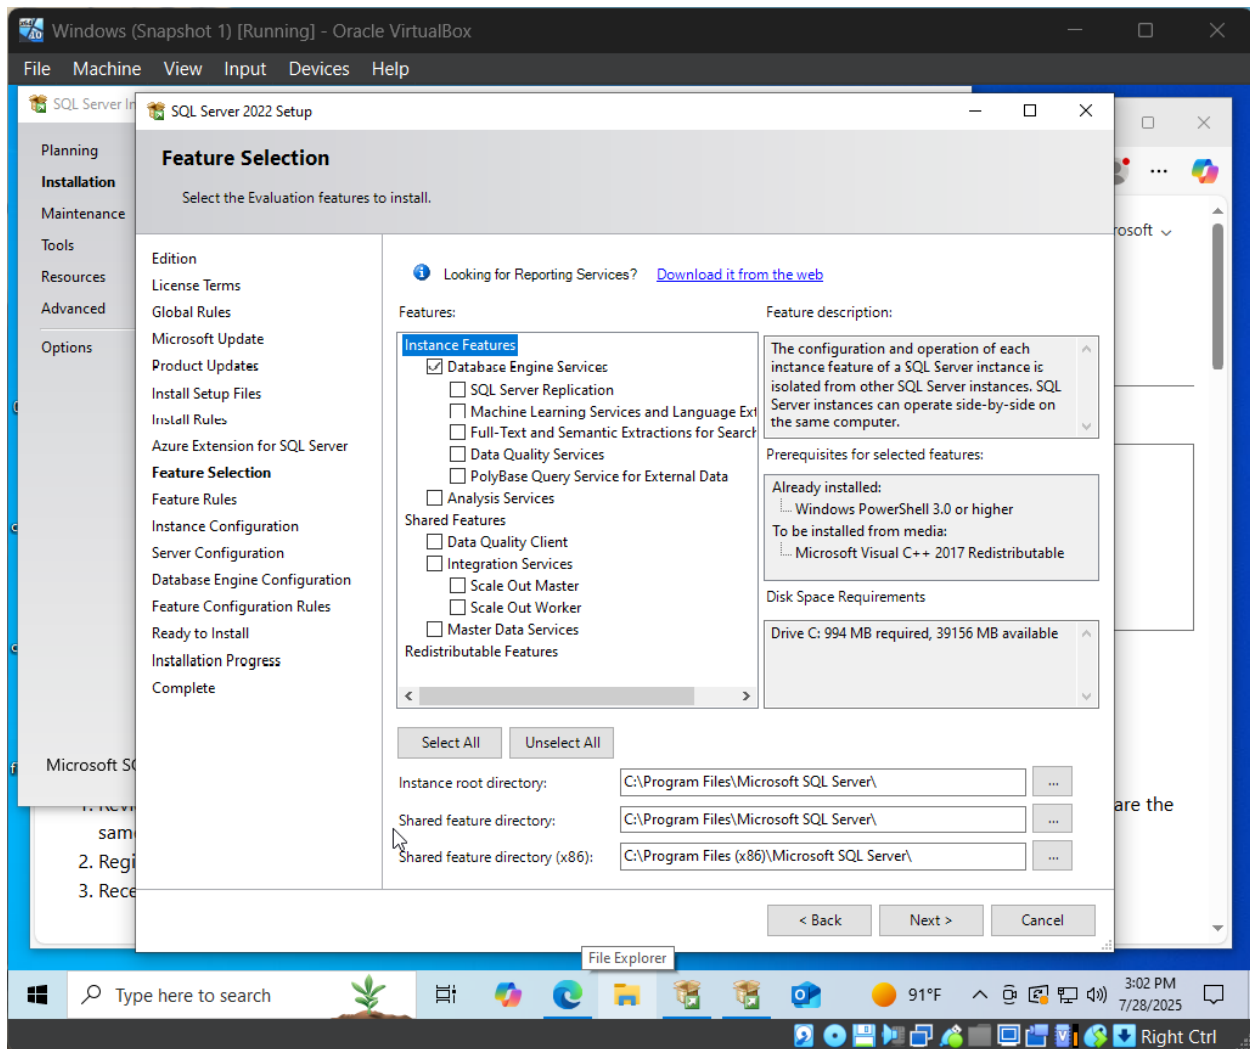 Windows (Snapshot 1) [Running] - Oracle VirtualBox
File Machine View Input Devices Help
SQL Server In
SQL Server 2022 Setup
Planning
Installation
Maintenance
Tools
Resources
Advanced
Options
Microsoft SQ
Feature Selection
Select the Evaluation features to install.
Edition
License Terms
Global Rules
Microsoft Update
Product Updates
Install Setup Files
Install Rules
Azure Extension for SQL Server
Feature Selection
Feature Rules
Instance Configuration
Server Configuration
Database Engine Configuration
Feature Configuration Rules
Ready to Install
Installation Progress
Complete
Looking for Reporting Services? Download it from the web
Features:
Instance Features
Database Engine Services
SQL Server Replication
Machine Learning Services and Language Ext
Full-Text and Semantic Extractions for Search
Data Quality Services
PolyBase Query Service for External Data
Analysis Services
Shared Features
Data Quality Client
Integration Services
Scale Out Master
Scale Out Worker
Master Data Services
Redistributable Features
Feature description:
The configuration and operation of each
instance feature of a SQL Server instance is
isolated from other SQL Server instances. SQL
Server instances can operate side-by-side on
the same computer.
Prerequisites for selected features:
Already installed:
Windows PowerShell 3.0 or higher
To be installed from media:
Microsoft Visual C++ 2017 Redistributable
Disk Space Requirements
Drive C: 994 MB required, 39156 MB available
Select All Unselect All
Instance root directory: C:\Program Files\Microsoft SQL Server\ ...
Shared feature directory: C:\Program Files\Microsoft SQL Server\ ...
Shared feature directory (x86): C:\Program Files (x86)\Microsoft SQL Server\ ...
< Back Next > Cancel
rosoft
are the
sam
2. Regi
3. Rece
File Explorer
Type here to search
91°F
3:02 PM
7/28/2025
Right Ctrl